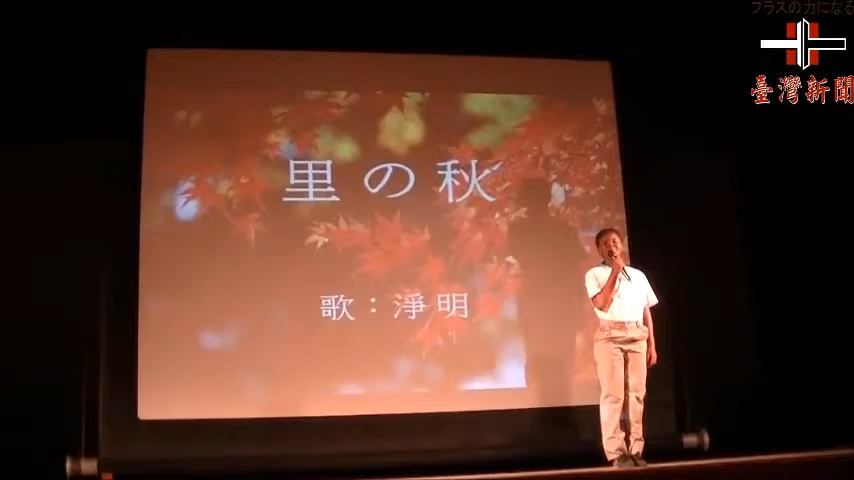 プラスの力になる
臺灣新聞
里の秋
歌：淨明